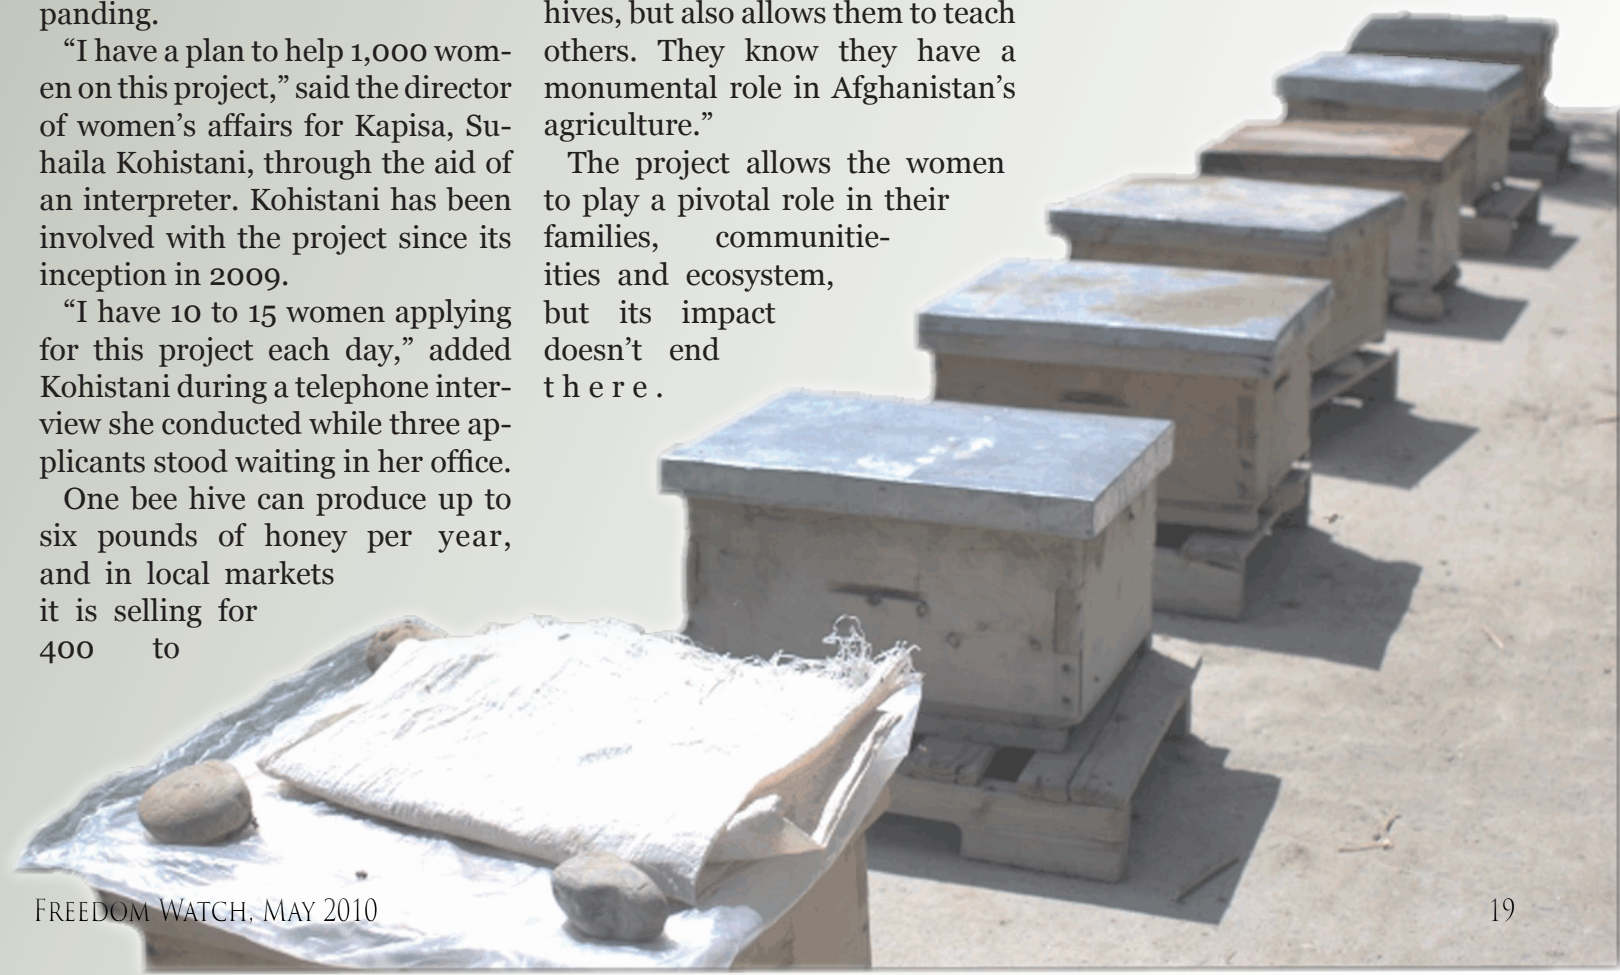 panding.
“I have a plan to help 1,000 wom-
en on this project,” said the director
of women’s affairs for Kapisa, Su-
haila Kohistani, through the aid of
an interpreter. Kohistani has been
involved with the project since its
inception in 2009.
“I have 10 to 15 women applying
for this project each day,” added
Kohistani during a telephone inter-
view she conducted while three ap-
plicants stood waiting in her office.
One bee hive can produce up to
six pounds of honey per year,
and in local markets
it is selling for
400 to
hives, but also allows them to teach
others. They know they have a
monumental role in Afghanistan’s
agriculture.”
The project allows the women
to play a pivotal role in their
families, communitie-
ities and ecosystem,
but its impact
doesn’t end
there.
Freedom Watch, May 2010
19